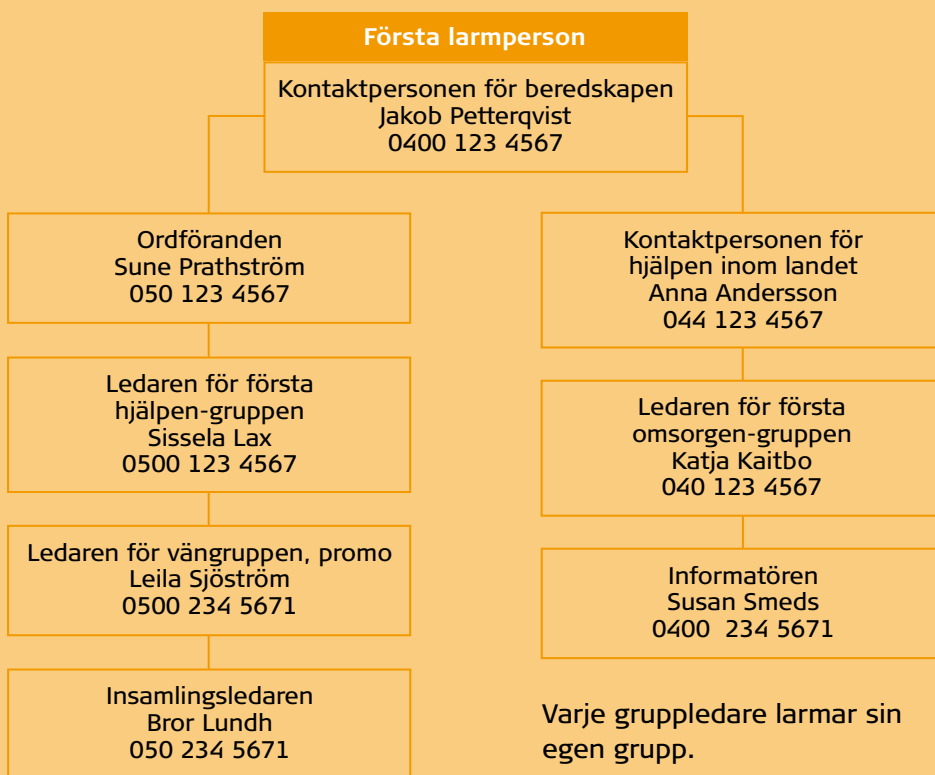 Första larmperson
Kontaktpersonen för beredskapen
Jakob Petterqvist
0400 123 4567
Ordföranden
Sune Prathström
050 123 4567
Ledaren för första
hjälpen-gruppen
Sissela Lax
0500 123 4567
Ledaren för vängruppen, promo
Leila Sjöström
0500 234 5671
Insamlingsledaren
Bror Lundh
050 234 5671
Kontaktpersonen för
hjälpen inom landet
Anna Andersson
044 123 4567
Ledaren för första
omsorgen-gruppen
Katja Kaitbo
040 123 4567
Informatören
Susan Smeds
0400  234 5671
Varje gruppledare larmar sin
egen grupp.